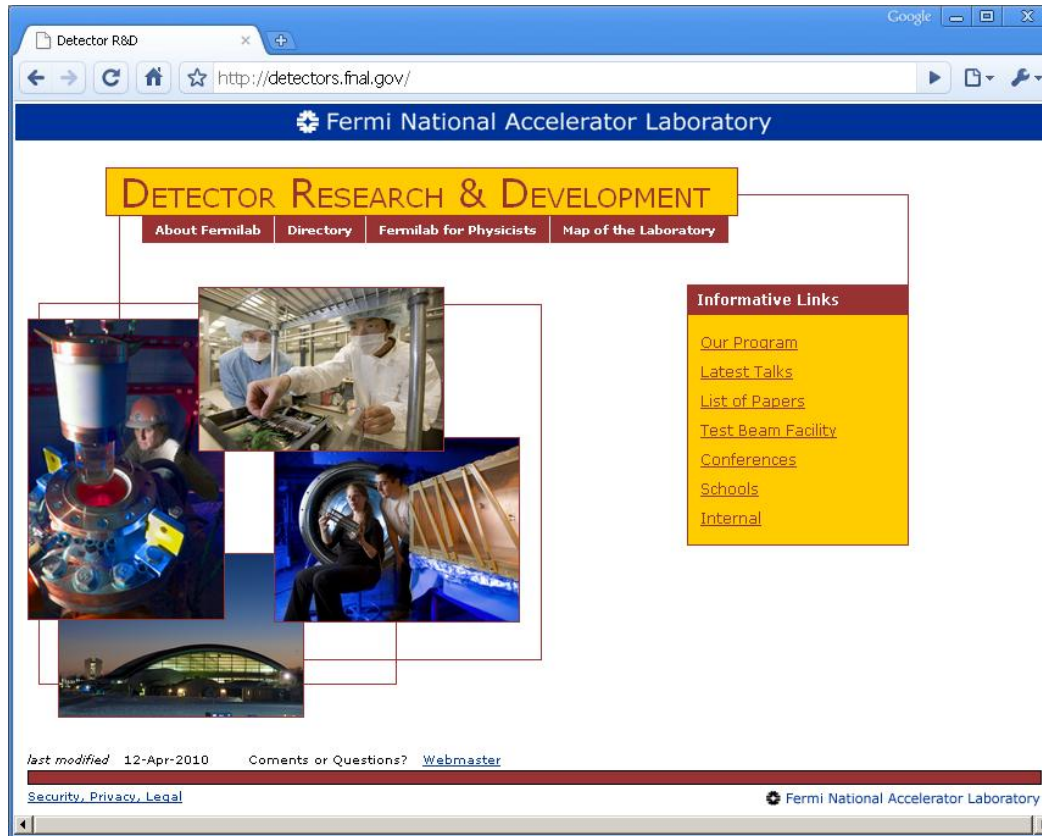 Google
Detector R&D
http://detectors.fnal.gov/
Fermi National Accelerator Laboratory
DETECTOR RESEARCH & DEVELOPMENT
About Fermilab Directory Fermilab for Physicists Map of the Laboratory
Informative Links
Our Program
Latest Talks
List of Papers
Test Beam Facility
Conferences
Schools
Internal
last modified 12-Apr-2010 Coments or Questions? Webmaster
Security, Privacy, Legal Fermi National Accelerator Laboratory